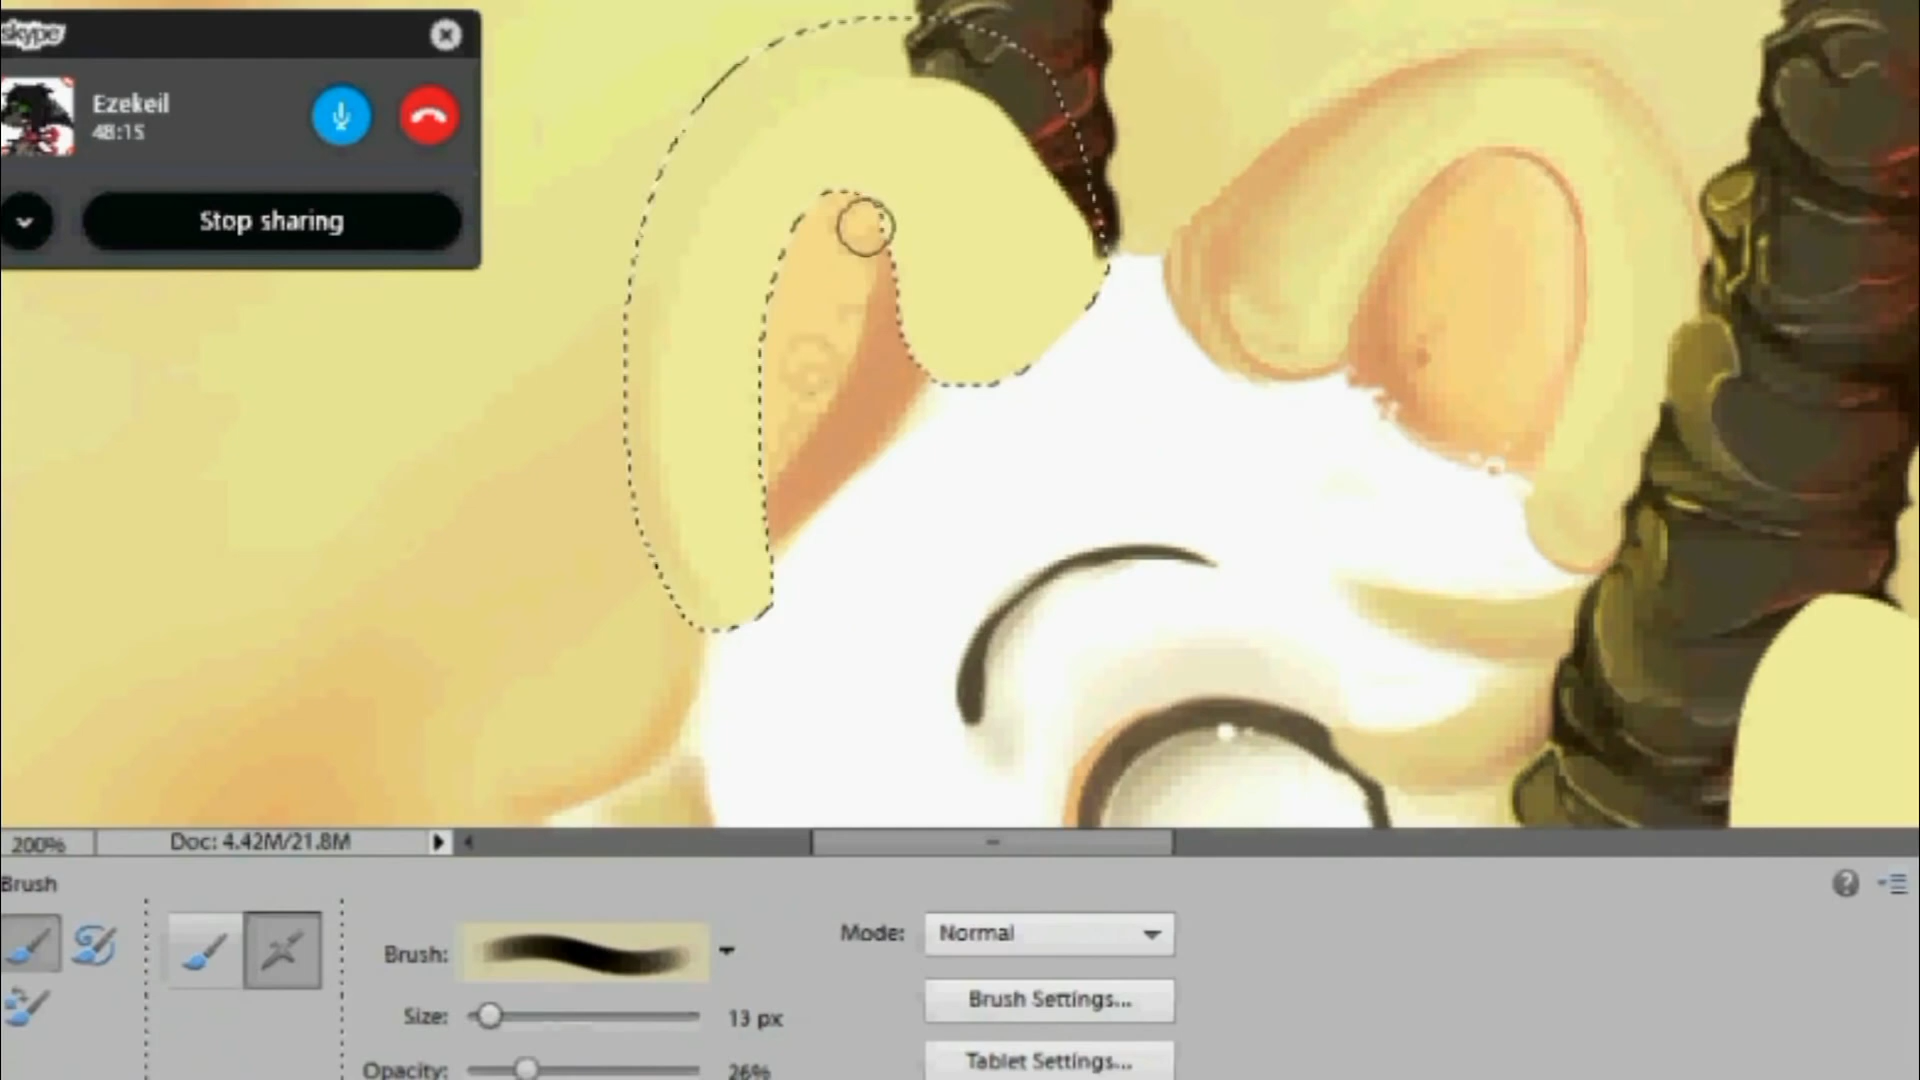 skype
Ezekeil
48:15
Stop sharing
200%
Doc: 4.42M/21.8M
Brush
Brush:
Mode:
Normal
Size:
13 px
Brush Settings...
Opacity:
26%
Tablet Settings...